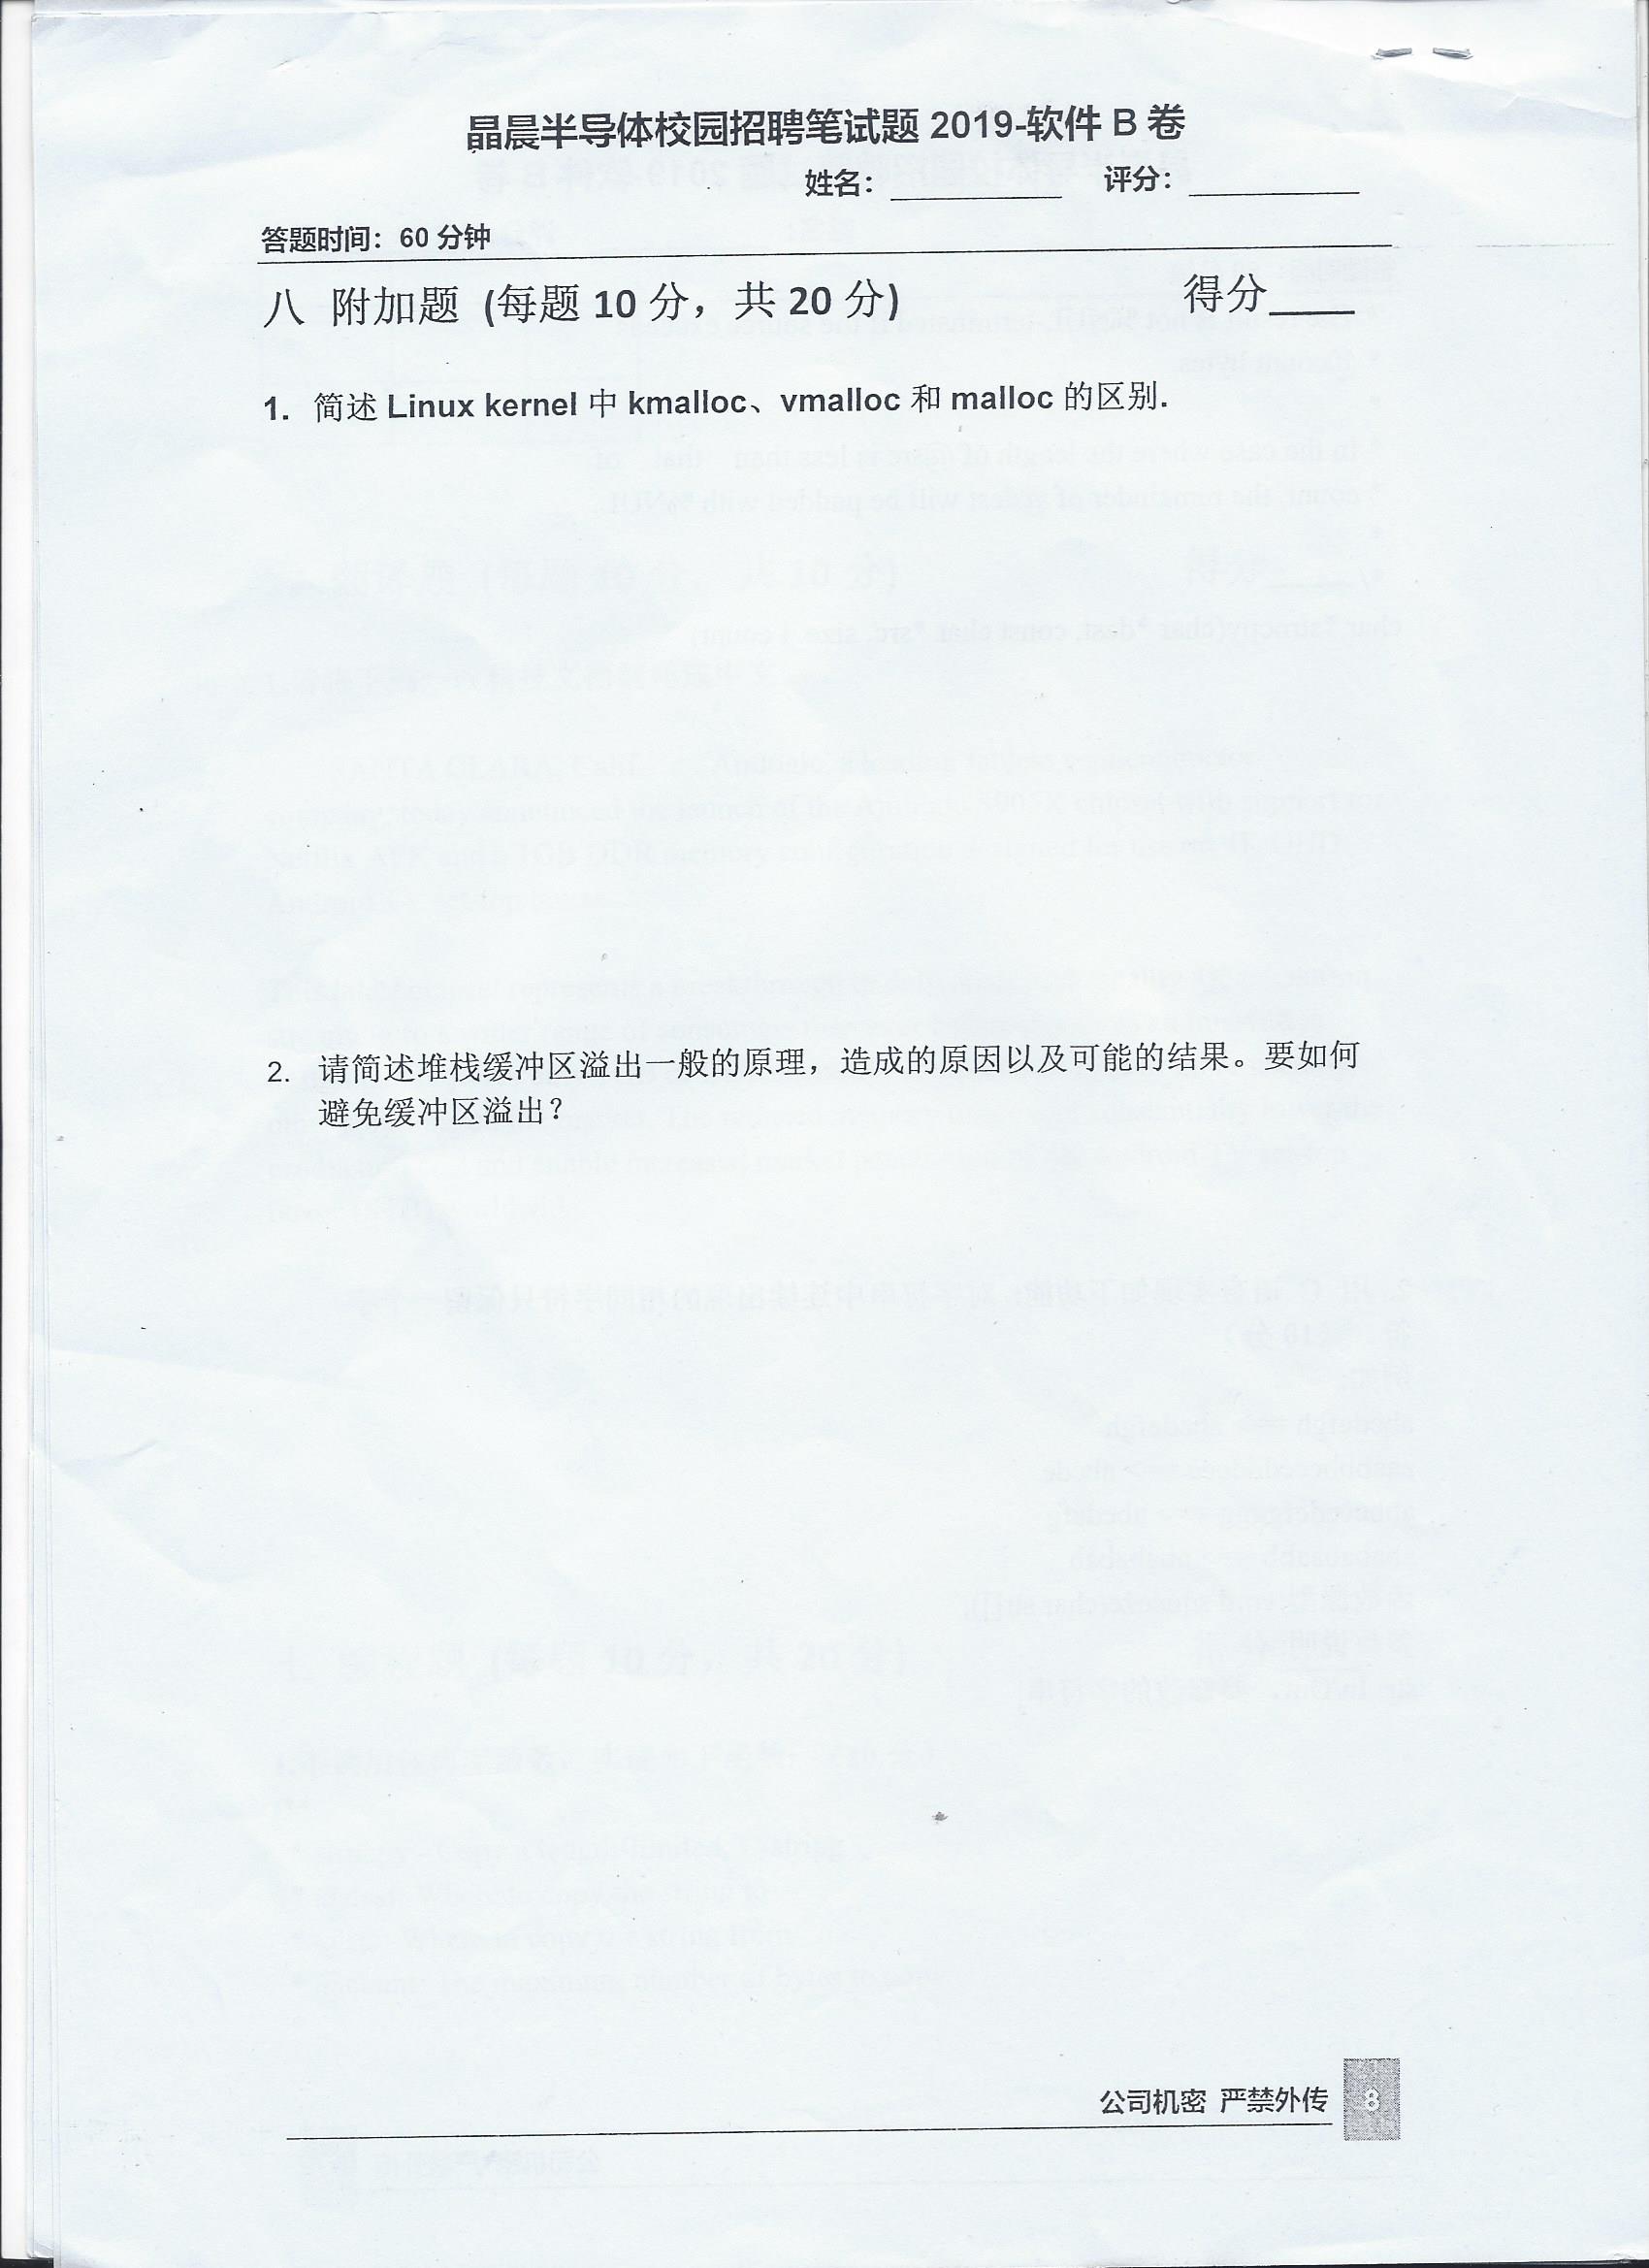 晶晨半导体校园招聘笔试题 2019-软件 B 卷
姓名：__________ 评分：__________
答题时间：60 分钟
八 附加题 (每题 10 分，共 20 分) 得分____
1. 简述 Linux kernel 中 kmalloc、vmalloc 和 malloc 的区别.
2. 请简述堆栈缓冲区溢出一般的原理，造成的原因以及可能的结果。要如何
避免缓冲区溢出？
公司机密 严禁外传 8